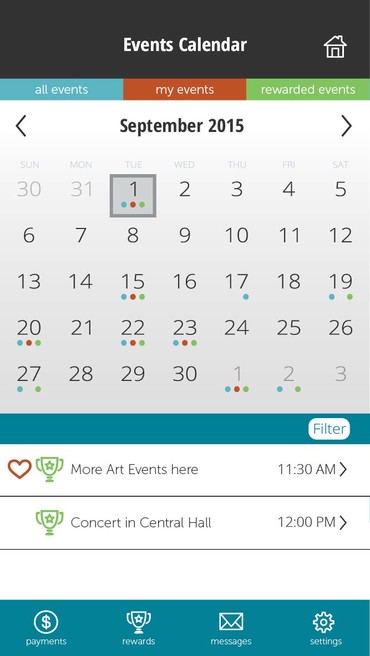 Events Calendar
all events my events rewarded events
September 2015
SUN MON TUE WED THU FRI SAT
30 31 1 2 3 4 5
6 7 8 9 10 11 12
13 14 15 16 17 18 19
20 21 22 23 24 25 26
27 28 29 30 1 2 3
Filter
More Art Events here 11:30 AM
Concert in Central Hall 12:00 PM
payments rewards messages settings